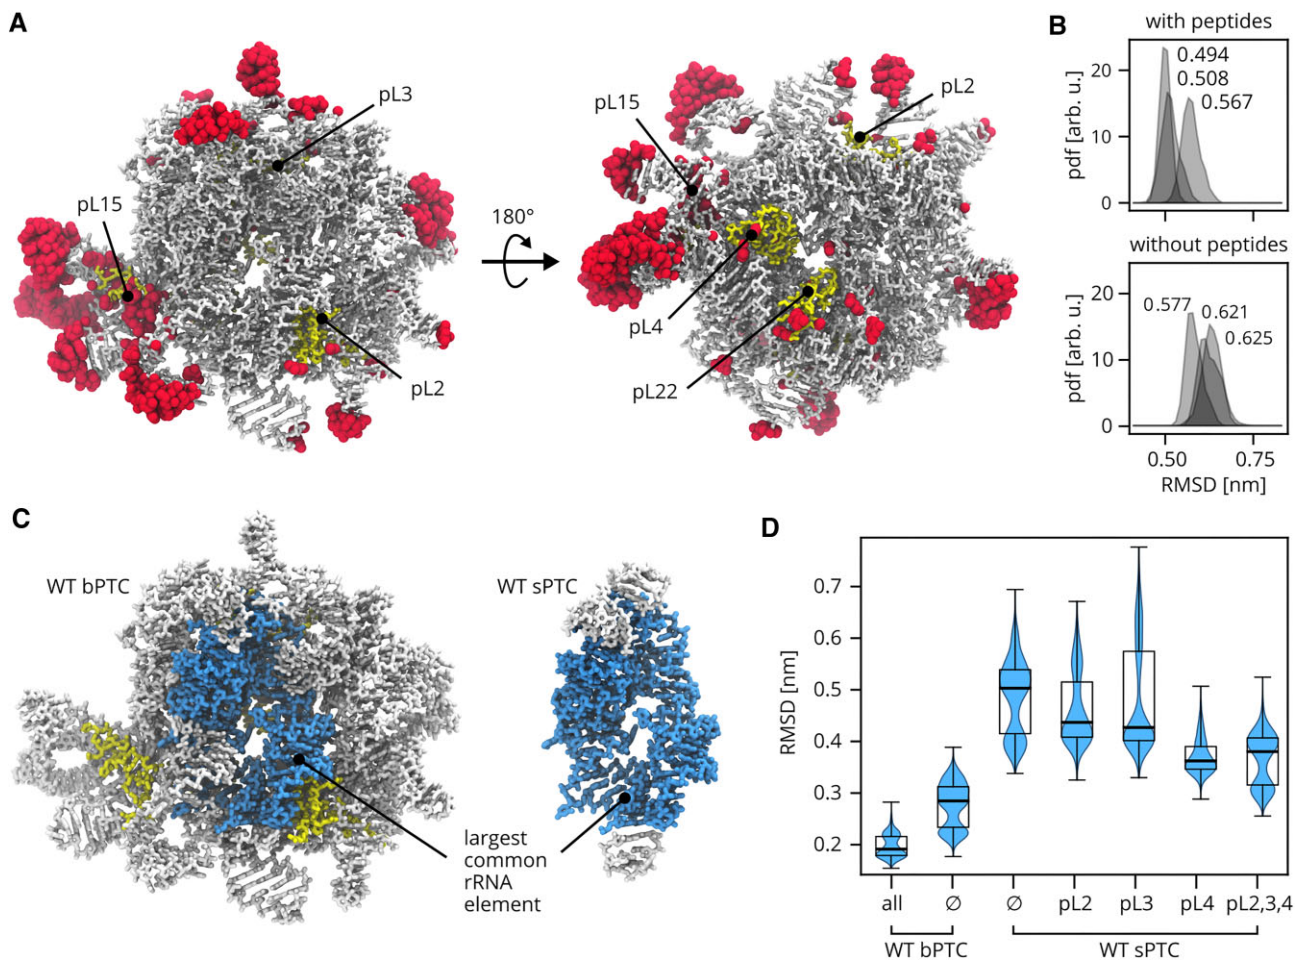 A
pL3
pL15
pL2
180°
pL15
pL2
pL4
pL22
B
with peptides
pdf [arb. u.]
20
10
0
0.494
0.508
0.567
without peptides
pdf [arb. u.]
20
10
0
0.577
0.621
0.625
0.50 0.75
RMSD [nm]
C
WT bPTC
WT sPTC
largest
common
rRNA
element
D
RMSD [nm]
0.7
0.6
0.5
0.4
0.3
0.2
all ∅ ∅ pL2 pL3 pL4 pL2,3,4
WT bPTC WT sPTC